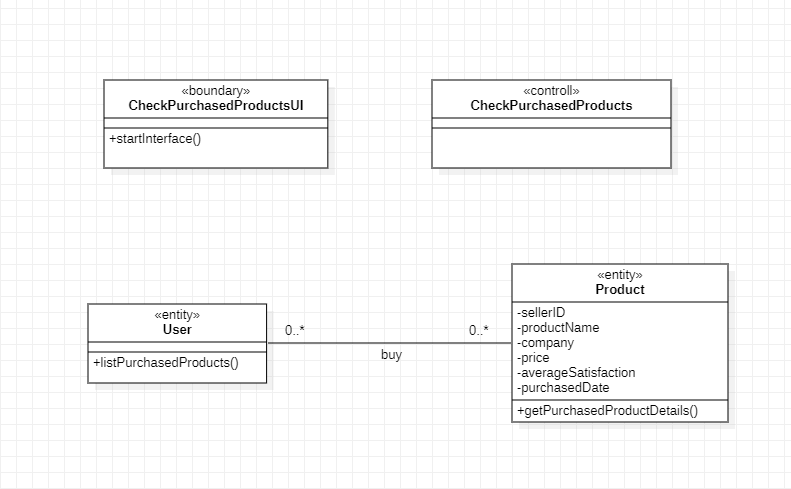 «boundary»
CheckPurchasedProductsUI
+startInterface()
«controll»
CheckPurchasedProducts
«entity»
User
+listPurchasedProducts()
0..*
0..*
buy
«entity»
Product
-sellerID
-productName
-company
-price
-averageSatisfaction
-purchasedDate
+getPurchasedProductDetails()